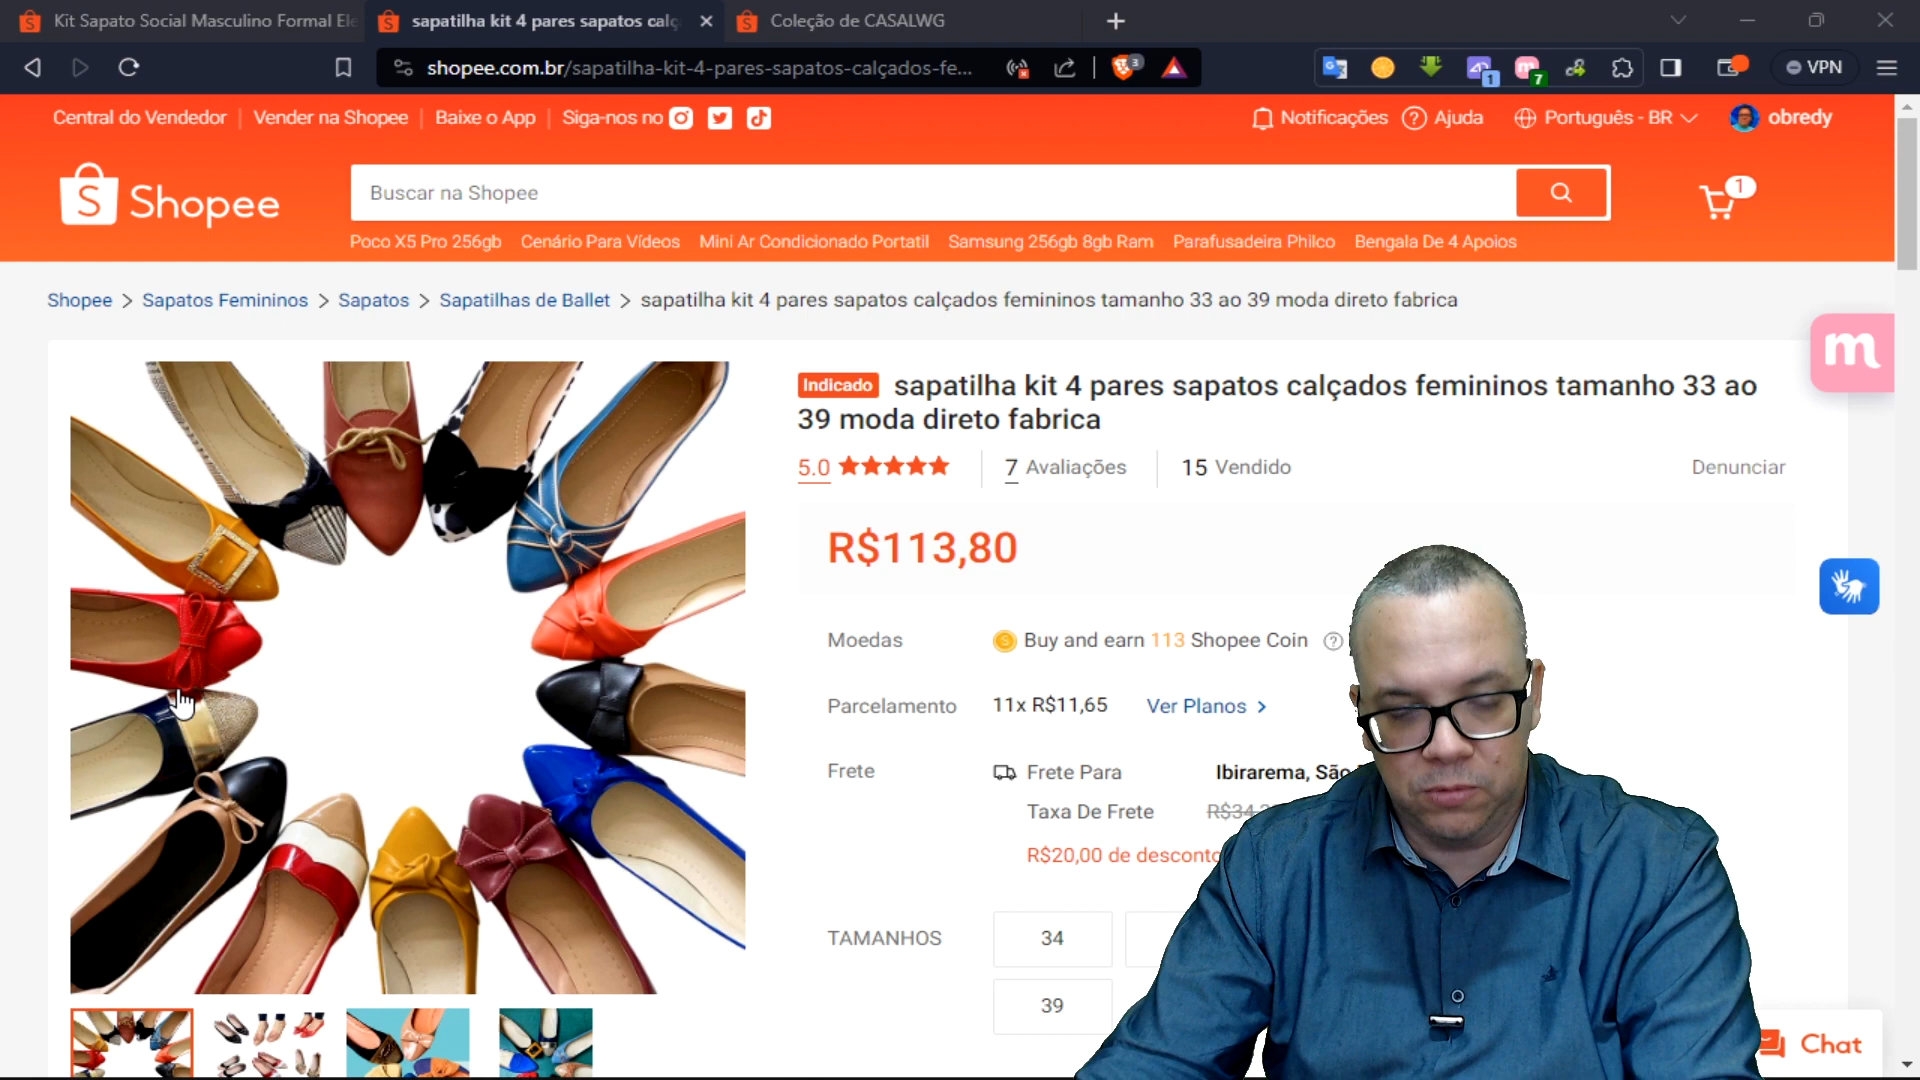 Kit Sapato Social Masculino Formal Ele
sapatilha kit 4 pares sapatos calç
Coleção de CASALWG
shopee.com.br/sapatilha-kit-4-pares-sapatos-calçados-fe...
3
1
7
VPN
Central do Vendedor | Vender na Shopee | Baixe o App | Siga-nos no
Notificações Ajuda Português - BR obredy
Shopee
Buscar na Shopee
1
Poco X5 Pro 256gb Cenário Para Vídeos Mini Ar Condicionado Portatil Samsung 256gb 8gb Ram Parafusadeira Philco Bengala De 4 Apoios
Shopee > Sapatos Femininos > Sapatos > Sapatilhas de Ballet > sapatilha kit 4 pares sapatos calçados femininos tamanho 33 ao 39 moda direto fabrica
m
Indicado sapatilha kit 4 pares sapatos calçados femininos tamanho 33 ao
39 moda direto fabrica
5.0 7 Avaliações 15 Vendido Denunciar
R$113,80
Moedas Buy and earn 113 Shopee Coin
Parcelamento 11x R$11,65 Ver Planos >
Frete Frete Para Ibirarema, São
Taxa De Frete R$34
R$20,00 de desconto
TAMANHOS 34
39
Chat